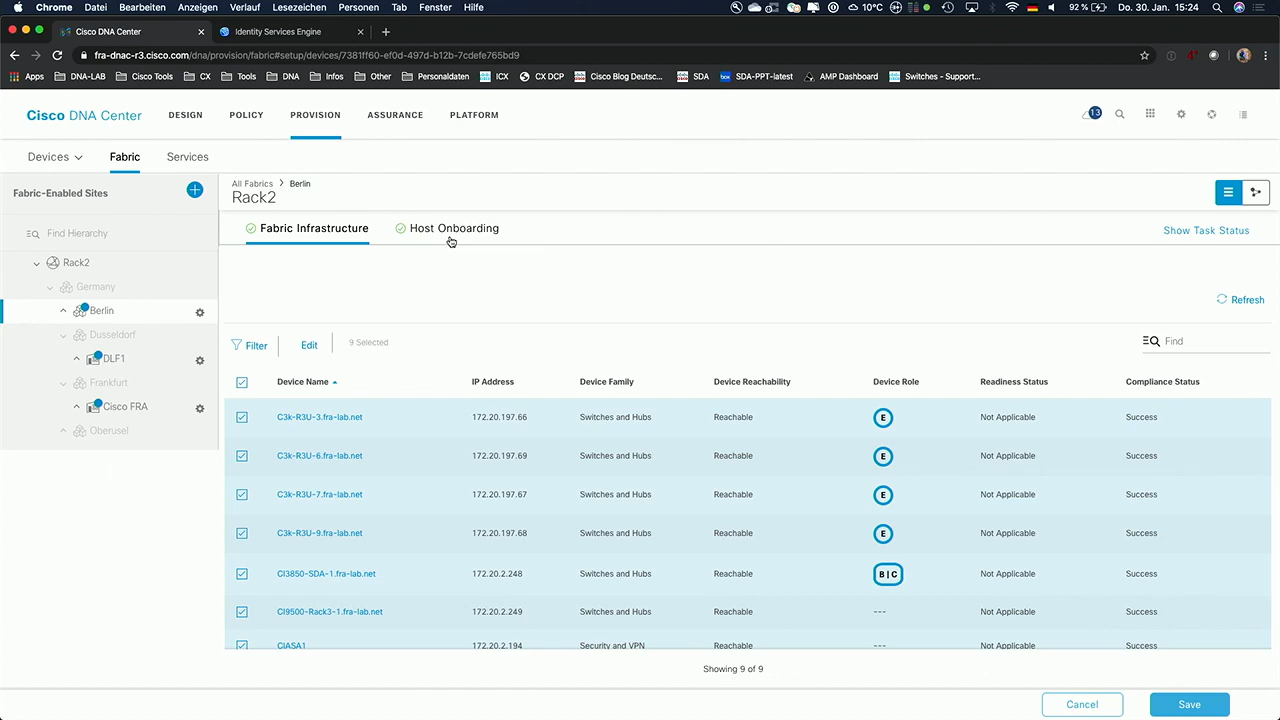 Chrome Datei Bearbeiten Anzeigen Verlauf Lesezeichen Personen Tab Fenster Hilfe 10°C 92 % Do. 30. Jan. 15:24
Cisco DNA Center Identity Services Engine
fra-dnac-r3.cisco.com/dna/provision/fabric#setup/devices/7381ff60-ef0d-497d-b12b-7cdefe765bd9
Apps DNA-LAB Cisco Tools CX Tools DNA Infos Other Personaldaten ICX CX DCP Cisco Blog Deutsc... SDA SDA-PPT-latest AMP Dashboard Switches - Support...
Cisco DNA Center DESIGN POLICY PROVISION ASSURANCE PLATFORM 13
Devices Fabric Services
Fabric-Enabled Sites
Find Hierarchy
Rack2
Germany
Berlin
Dusseldorf
DLF1
Frankfurt
Cisco FRA
Oberusel
All Fabrics > Berlin
Rack2
Fabric Infrastructure Host Onboarding Show Task Status
Refresh
Filter Edit 9 Selected Find
Device Name IP Address Device Family Device Reachability Device Role Readiness Status Compliance Status
C3k-R3U-3.fra-lab.net 172.20.197.66 Switches and Hubs Reachable E Not Applicable Success
C3k-R3U-6.fra-lab.net 172.20.197.69 Switches and Hubs Reachable E Not Applicable Success
C3k-R3U-7.fra-lab.net 172.20.197.67 Switches and Hubs Reachable E Not Applicable Success
C3k-R3U-9.fra-lab.net 172.20.197.68 Switches and Hubs Reachable E Not Applicable Success
CI3850-SDA-1.fra-lab.net 172.20.2.248 Switches and Hubs Reachable B | C Not Applicable Success
CI9500-Rack3-1.fra-lab.net 172.20.2.249 Switches and Hubs Reachable --- Not Applicable Success
CIASA1 172.20.2.194 Security and VPN Reachable --- Not Applicable Success
Showing 9 of 9
Cancel Save